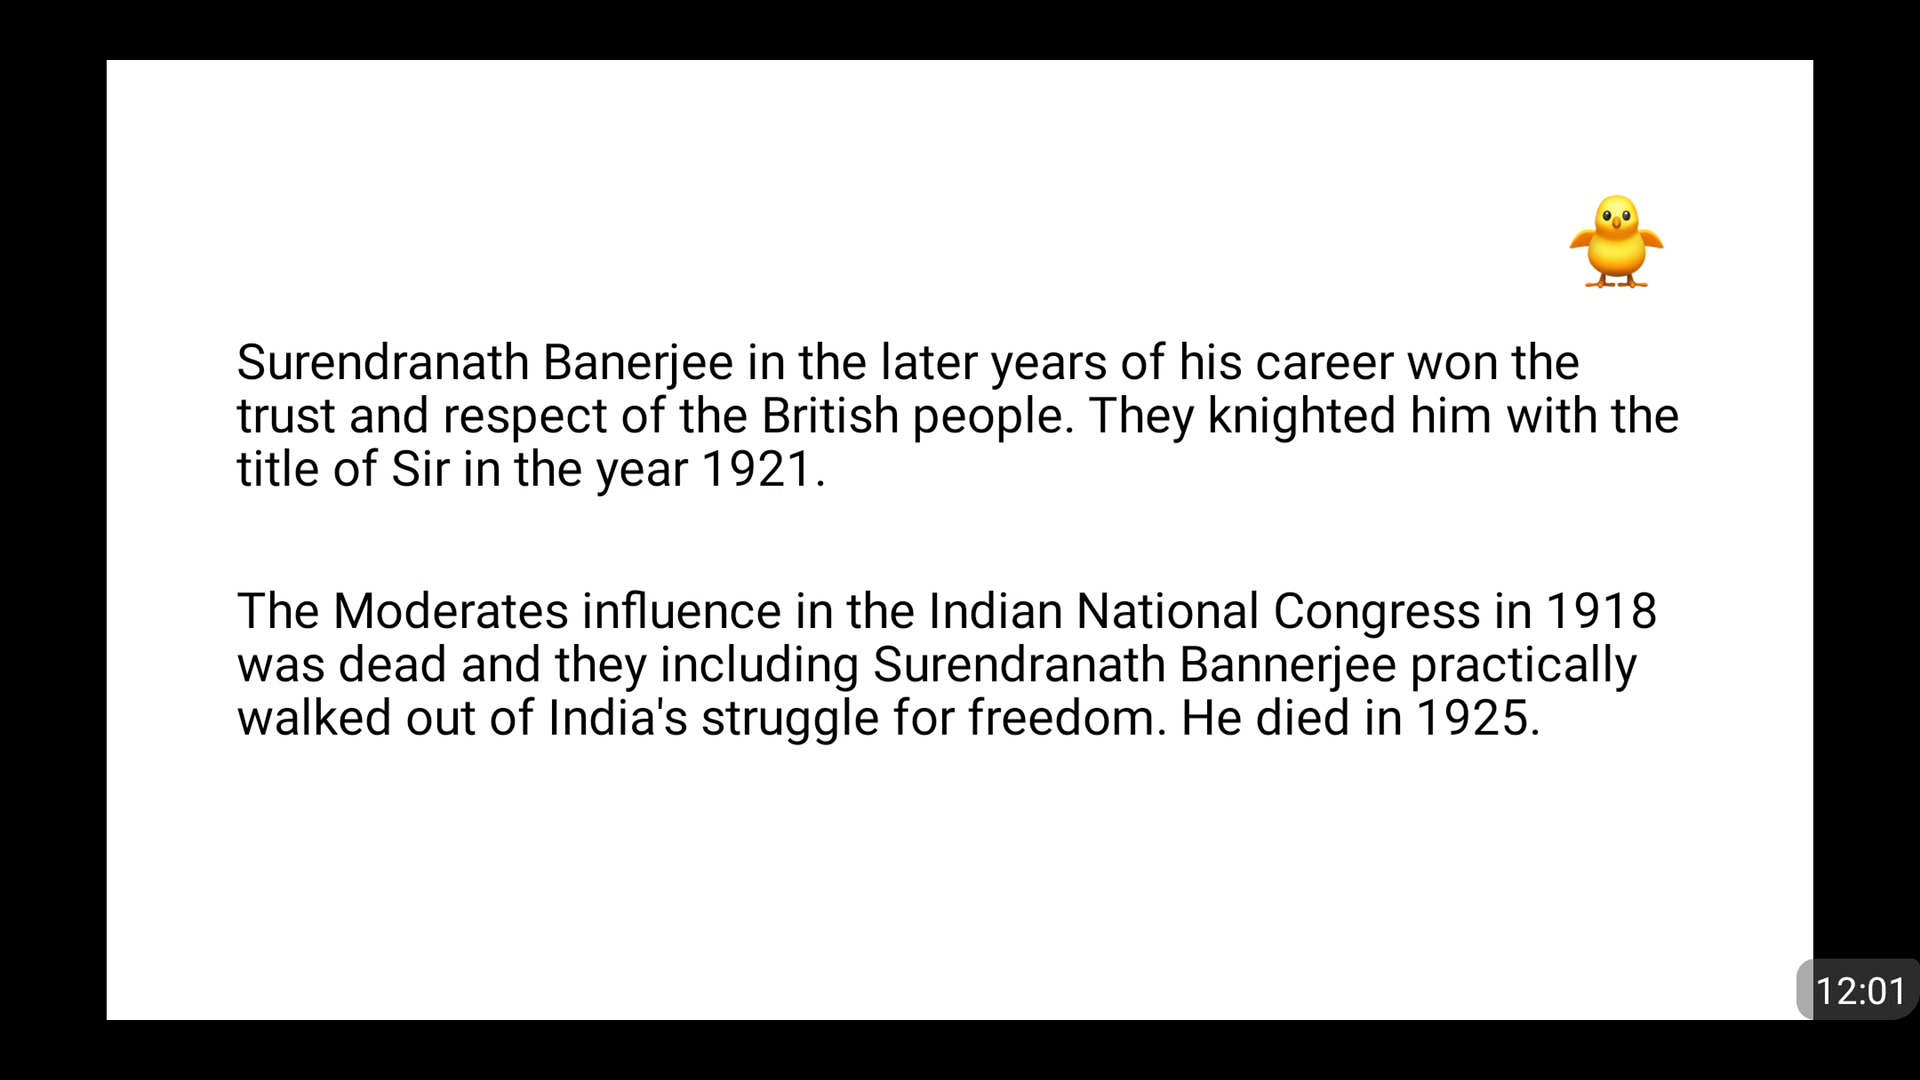 Surendranath Banerjee in the later years of his career won the
trust and respect of the British people. They knighted him with the
title of Sir in the year 1921.
The Moderates influence in the Indian National Congress in 1918
was dead and they including Surendranath Bannerjee practically
walked out of India's struggle for freedom. He died in 1925.
12:01